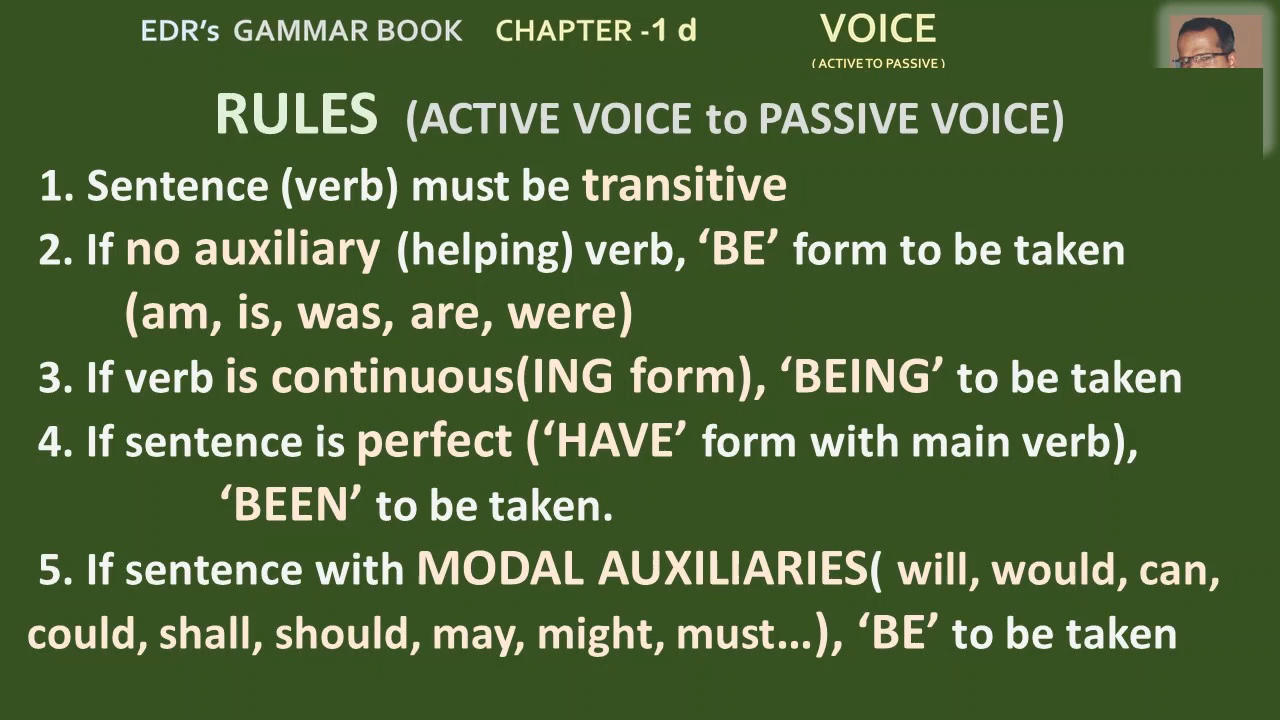 EDR’s GAMMAR BOOK CHAPTER -1 d VOICE
( ACTIVE TO PASSIVE )
RULES (ACTIVE VOICE to PASSIVE VOICE)
1. Sentence (verb) must be transitive
2. If no auxiliary (helping) verb, ‘BE’ form to be taken
(am, is, was, are, were)
3. If verb is continuous(ING form), ‘BEING’ to be taken
4. If sentence is perfect (‘HAVE’ form with main verb),
‘BEEN’ to be taken.
5. If sentence with MODAL AUXILIARIES( will, would, can,
could, shall, should, may, might, must...), ‘BE’ to be taken